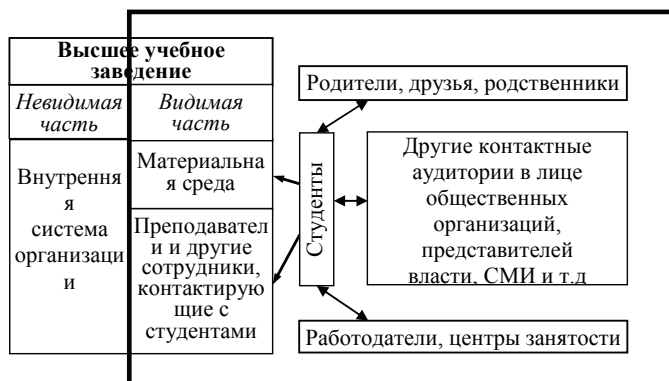 Высшее учебное
заведение
Невидимая
часть
Видимая
часть
Внутрення
я
система
организаци
и
Материальна
я среда
Преподавател
и и другие
сотрудники,
контактирую
щие с
студентами
Студенты
Родители, друзья, родственники
Другие контактные
аудитории в лице
общественных
организаций,
представителей
власти, СМИ и т.д
Работодатели, центры занятости